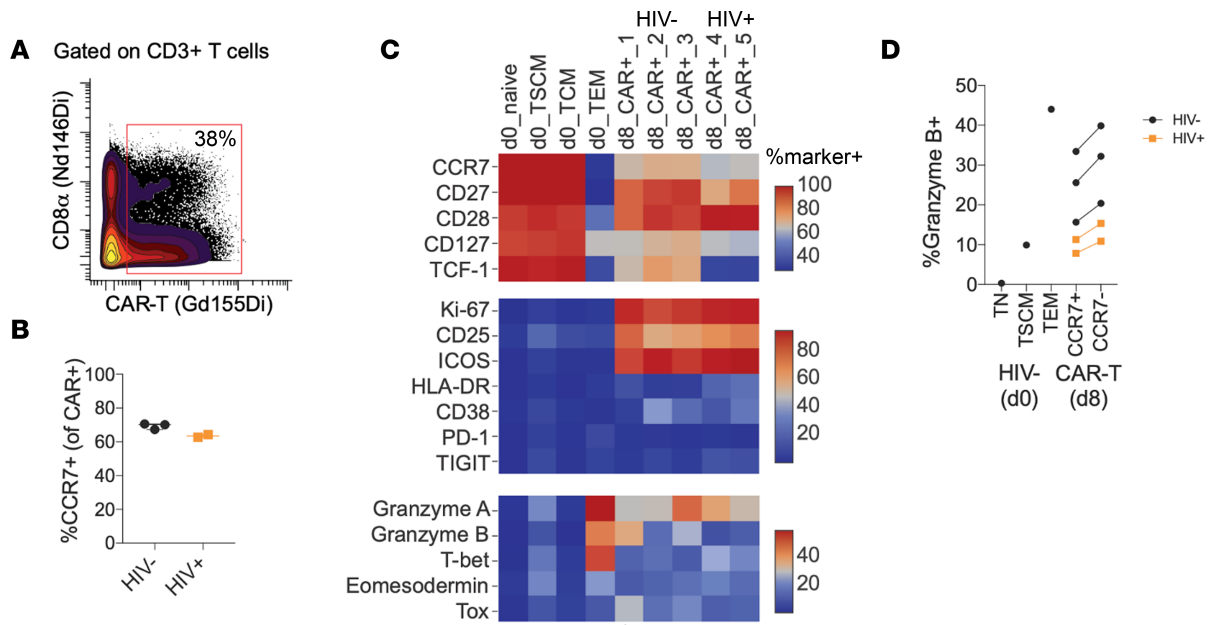 A
Gated on CD3+ T cells
38%
CD8α (Nd146Di)
CAR-T (Gd155Di)
B
%CCR7+ (of CAR+)
100
80
60
40
20
0
HIV-
HIV+
C
HIV-
HIV+
d0_naive
d0_TSCM
d0_TCM
d0_TEM
d8_CAR+_1
d8_CAR+_2
d8_CAR+_3
d8_CAR+_4
d8_CAR+_5
CCR7
CD27
CD28
CD127
TCF-1
%marker+
100
80
60
40
Ki-67
CD25
ICOS
HLA-DR
CD38
PD-1
TIGIT
80
60
40
20
Granzyme A
Granzyme B
T-bet
Eomesodermin
Tox
40
20
D
%Granzyme B+
50
40
30
20
10
0
TN
TSCM
TEM
CCR7+
CCR7-
HIV- CAR-T
(d0) (d8)
HIV-
HIV+